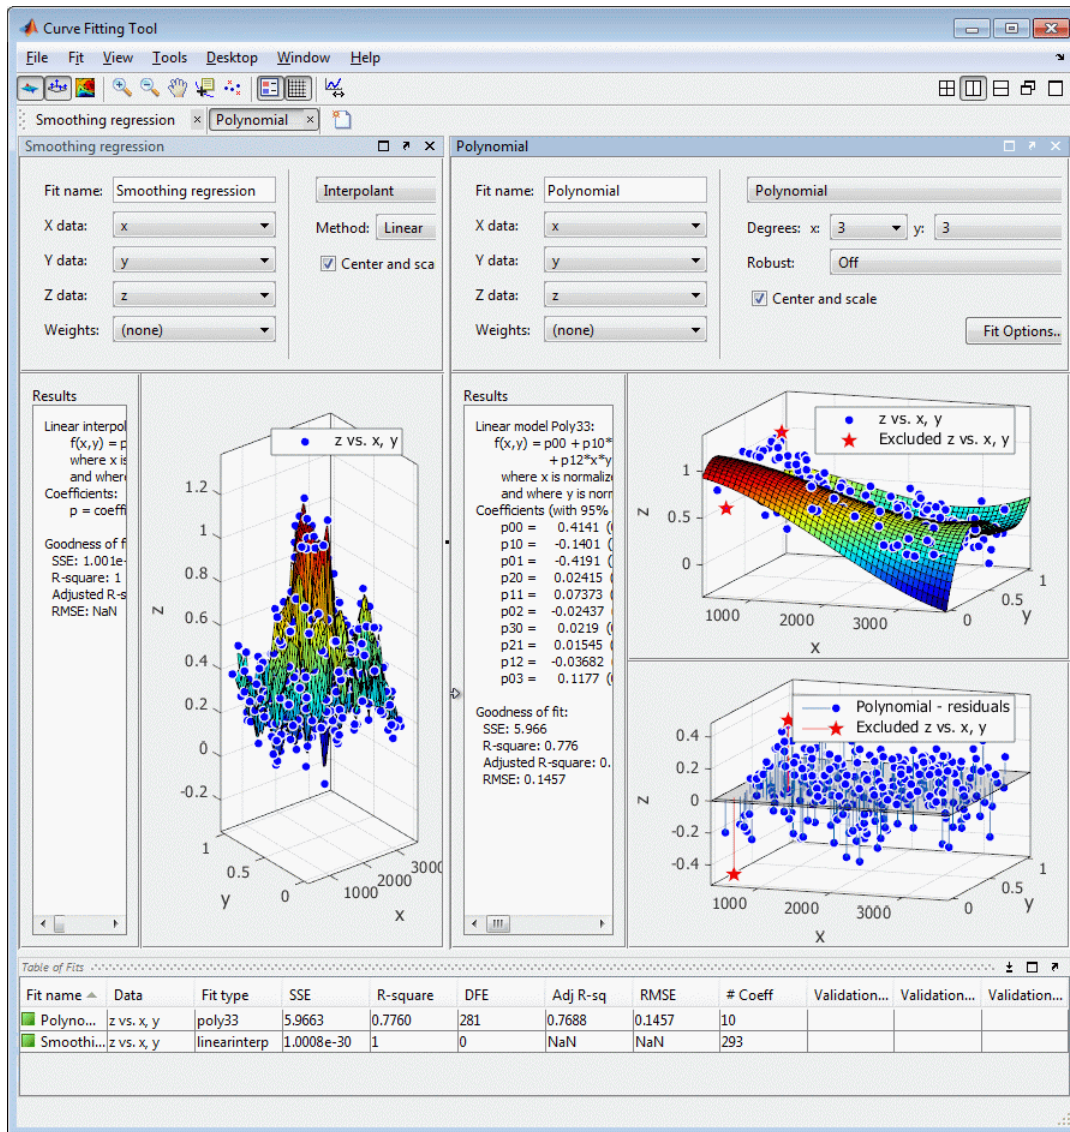 Curve Fitting Tool
File Fit View Tools Desktop Window Help
Smoothing regression Polynomial
Smoothing regression
Fit name: Smoothing regression
X data: x
Y data: y
Z data: z
Weights: (none)
Interpolant
Method: Linear
Center and sca
Results
Linear interpol
f(x,y) = p
where x is
and where
Coefficients:
p = coeffi
Goodness of f
SSE: 1.001e-
R-square: 1
Adjusted R-s
RMSE: NaN
z vs. x, y
1.2
1
0.8
0.6
0.4
0.2
0
-0.2
z
1
0.5
0
y
1000
2000
3000
x
Polynomial
Fit name: Polynomial
X data: x
Y data: y
Z data: z
Weights: (none)
Polynomial
Degrees: x: 3 y: 3
Robust: Off
Center and scale
Fit Options..
Results
Linear model Poly33:
f(x,y) = p00 + p10*
+ p12*x*y
where x is normaliz
and where y is norm
Coefficients (with 95%
p00 = 0.4141 (
p10 = -0.1401 (
p01 = -0.4191 (
p20 = 0.02415 (
p11 = 0.07373 (
p02 = -0.02437 (
p30 = 0.0219 (
p21 = 0.01545 (
p12 = -0.03682 (
p03 = 0.1177 (
Goodness of fit:
SSE: 5.966
R-square: 0.776
Adjusted R-square: 0.
RMSE: 0.1457
z vs. x, y
Excluded z vs. x, y
1
0.5
0
z
1000
2000
3000
x
0
0.5
1
y
Polynomial - residuals
Excluded z vs. x, y
0.4
0.2
0
-0.2
-0.4
z
1000
2000
3000
x
0
0.5
1
y
Table of Fits
Fit name Data Fit type SSE R-square DFE Adj R-sq RMSE # Coeff Validation... Validation... Validation...
Polyno... z vs. x, y poly33 5.9663 0.7760 281 0.7688 0.1457 10
Smoothi... z vs. x, y linearinterp 1.0008e-30 1 0 NaN NaN 293